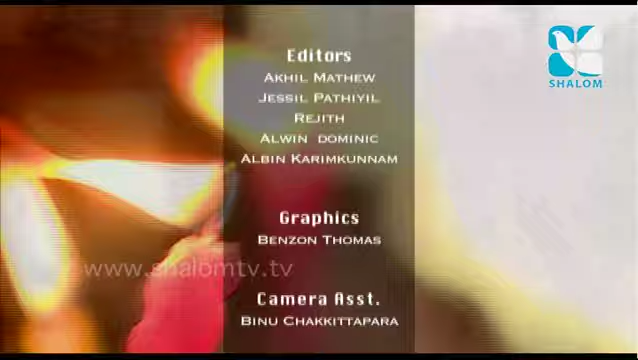 Editors
AKHIL MATHEW
JESSIL PATHIYIL
REJITH
ALWIN DOMINIC
ALBIN KARIMKUNNAM
Graphics
BENZON THOMAS
Camera Asst.
BINU CHAKKITTAPARA
SHALOM
www.shalomtv.tv